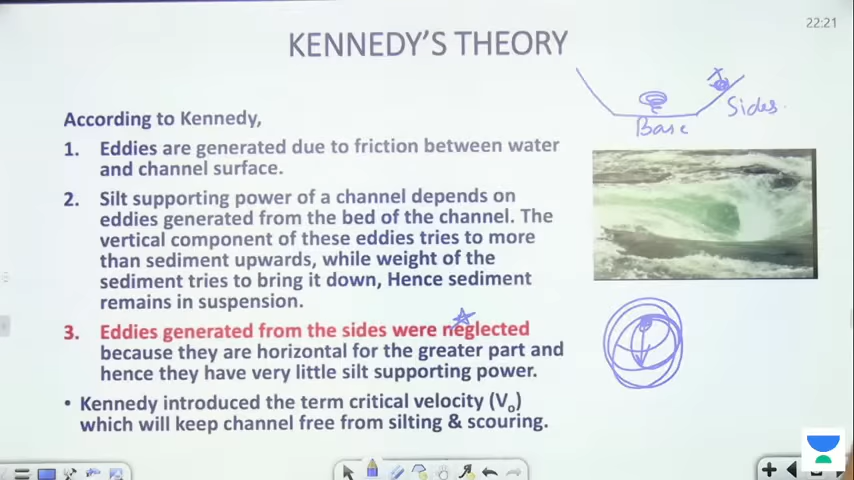 22:21
KENNEDY'S THEORY
According to Kennedy,
1. Eddies are generated due to friction between water
and channel surface.
2. Silt supporting power of a channel depends on
eddies generated from the bed of the channel. The
vertical component of these eddies tries to more
than sediment upwards, while weight of the
sediment tries to bring it down, Hence sediment
remains in suspension.
3. Eddies generated from the sides were neglected
because they are horizontal for the greater part and
hence they have very little silt supporting power.
• Kennedy introduced the term critical velocity (Vo)
which will keep channel free from silting & scouring.
Base
Sides.